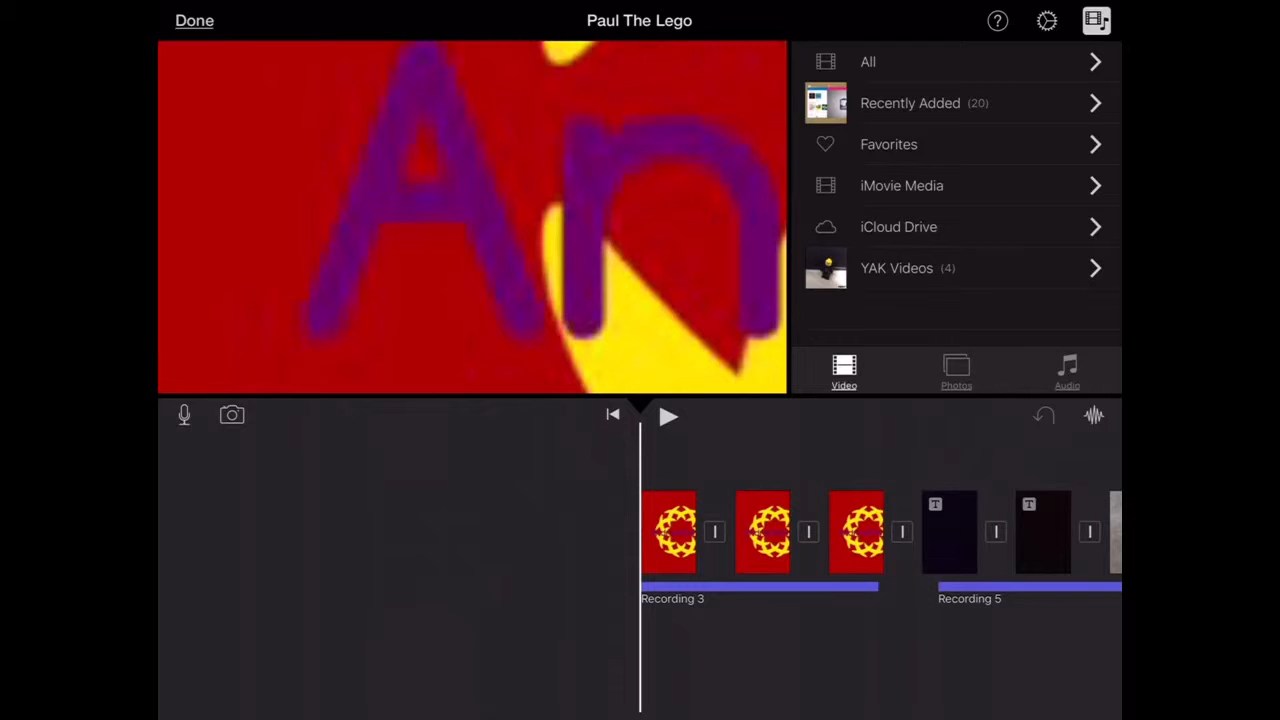 Done
Paul The Lego
?
An
All
Recently Added (20)
Favorites
iMovie Media
iCloud Drive
YAK Videos (4)
Video
Photos
Audio
T
T
Recording 3
Recording 5